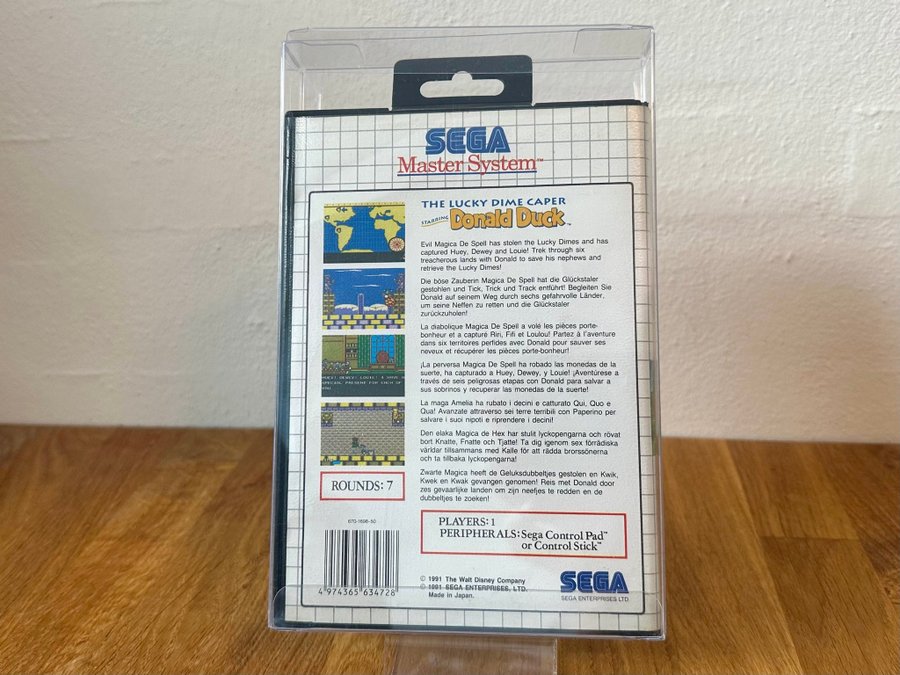 SEGA
Master System™
THE LUCKY DIME CAPER
STARRING Donald Duck™
Evil Magica De Spell has stolen the Lucky Dimes and has
captured Huey, Dewey and Louie! Trek through six
treacherous lands with Donald to save his nephews and
retrieve the Lucky Dimes!
Die böse Zauberin Magica De Spell hat die Glückstaler
gestohlen und Tick, Trick und Track entführt! Begleiten Sie
Donald auf seinem Weg durch sechs gefahrvolle Länder,
um seine Neffen zu retten und die Glückstaler
zurückzuholen!
La diabolique Magica De Spell a volé les pièces porte-
bonheur et a capturé Riri, Fifi et Loulou! Partez à l'aventure
dans six territoires perfides avec Donald pour sauver ses
neveux et récupérer les pièces porte-bonheur!
¡La perversa Magica De Spell ha robado las monedas de la
suerte, ha capturado a Huey, Dewey, y Louie! ¡Aventúrese a
través de seis peligrosas etapas con Donald para salvar a
sus sobrinos y recuperar las monedas de la suerte!
La maga Amelia ha rubato i decini e catturato Qui, Quo e
Qua! Avanzate attraverso sei terre terribili con Paperino per
salvare i suoi nipoti e riprendere i decini!
Den elaka Magica de Hex har stulit lyckopengarna och rövat
bort Knatte, Fnatte och Tjatte! Ta dig igenom sex förrädiska
världar tillsammans med Kalle för att rädda brorssönerna
och ta tillbaka lyckopengarna!
Zwarte Magica heeft de Geluksdubbeltjes gestolen en Kwik,
Kwek en Kwak gevangen genomen! Reis met Donald door
zes gevaarlijke landen om zijn neefjes te redden en de
dubbeltjes te zoeken!
ROUNDS: 7
PLAYERS: 1
PERIPHERALS: Sega Control Pad™
or Control Stick™
670-1696-50
4 974365 634728
© 1991 The Walt Disney Company
© 1991 SEGA ENTERPRISES, LTD.
Made in Japan.
SEGA
SEGA ENTERPRISES LTD.